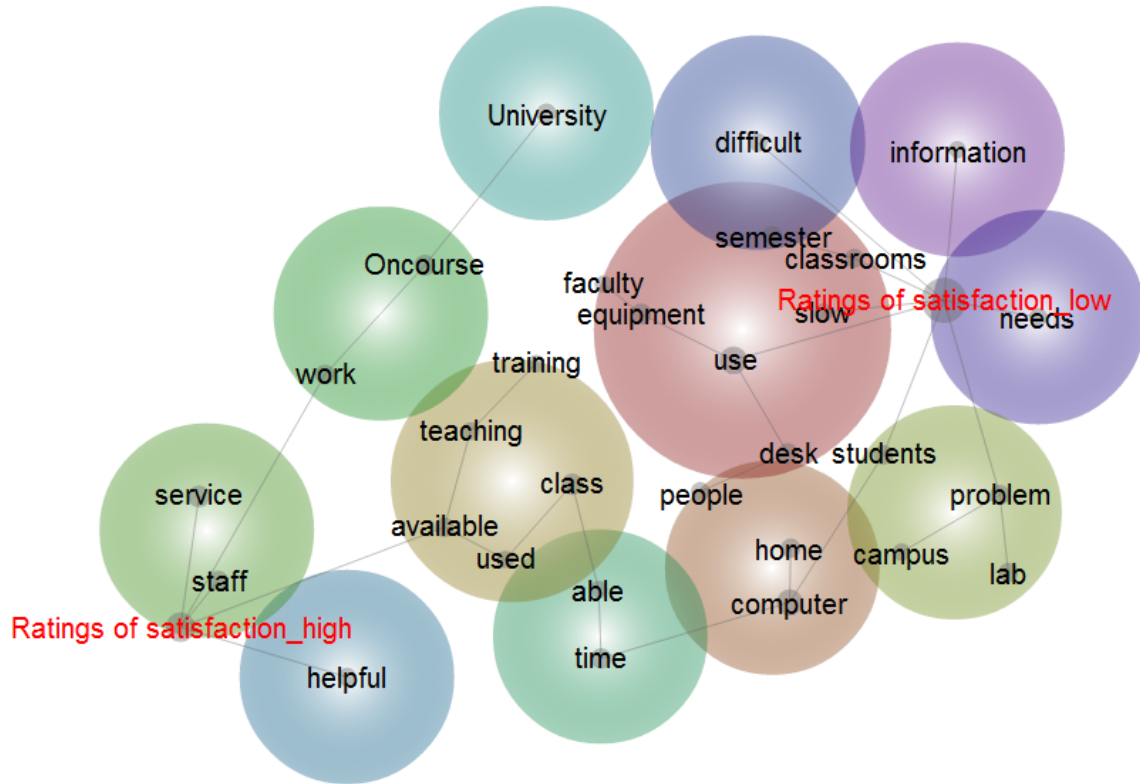 University
difficult
information
semester
classrooms
Oncourse
faculty
equipment
Ratings of satisfaction_low
slow
needs
training
use
work
teaching
desk
students
class
people
problem
service
available
home
campus
used
lab
staff
able
computer
Ratings of satisfaction_high
time
helpful